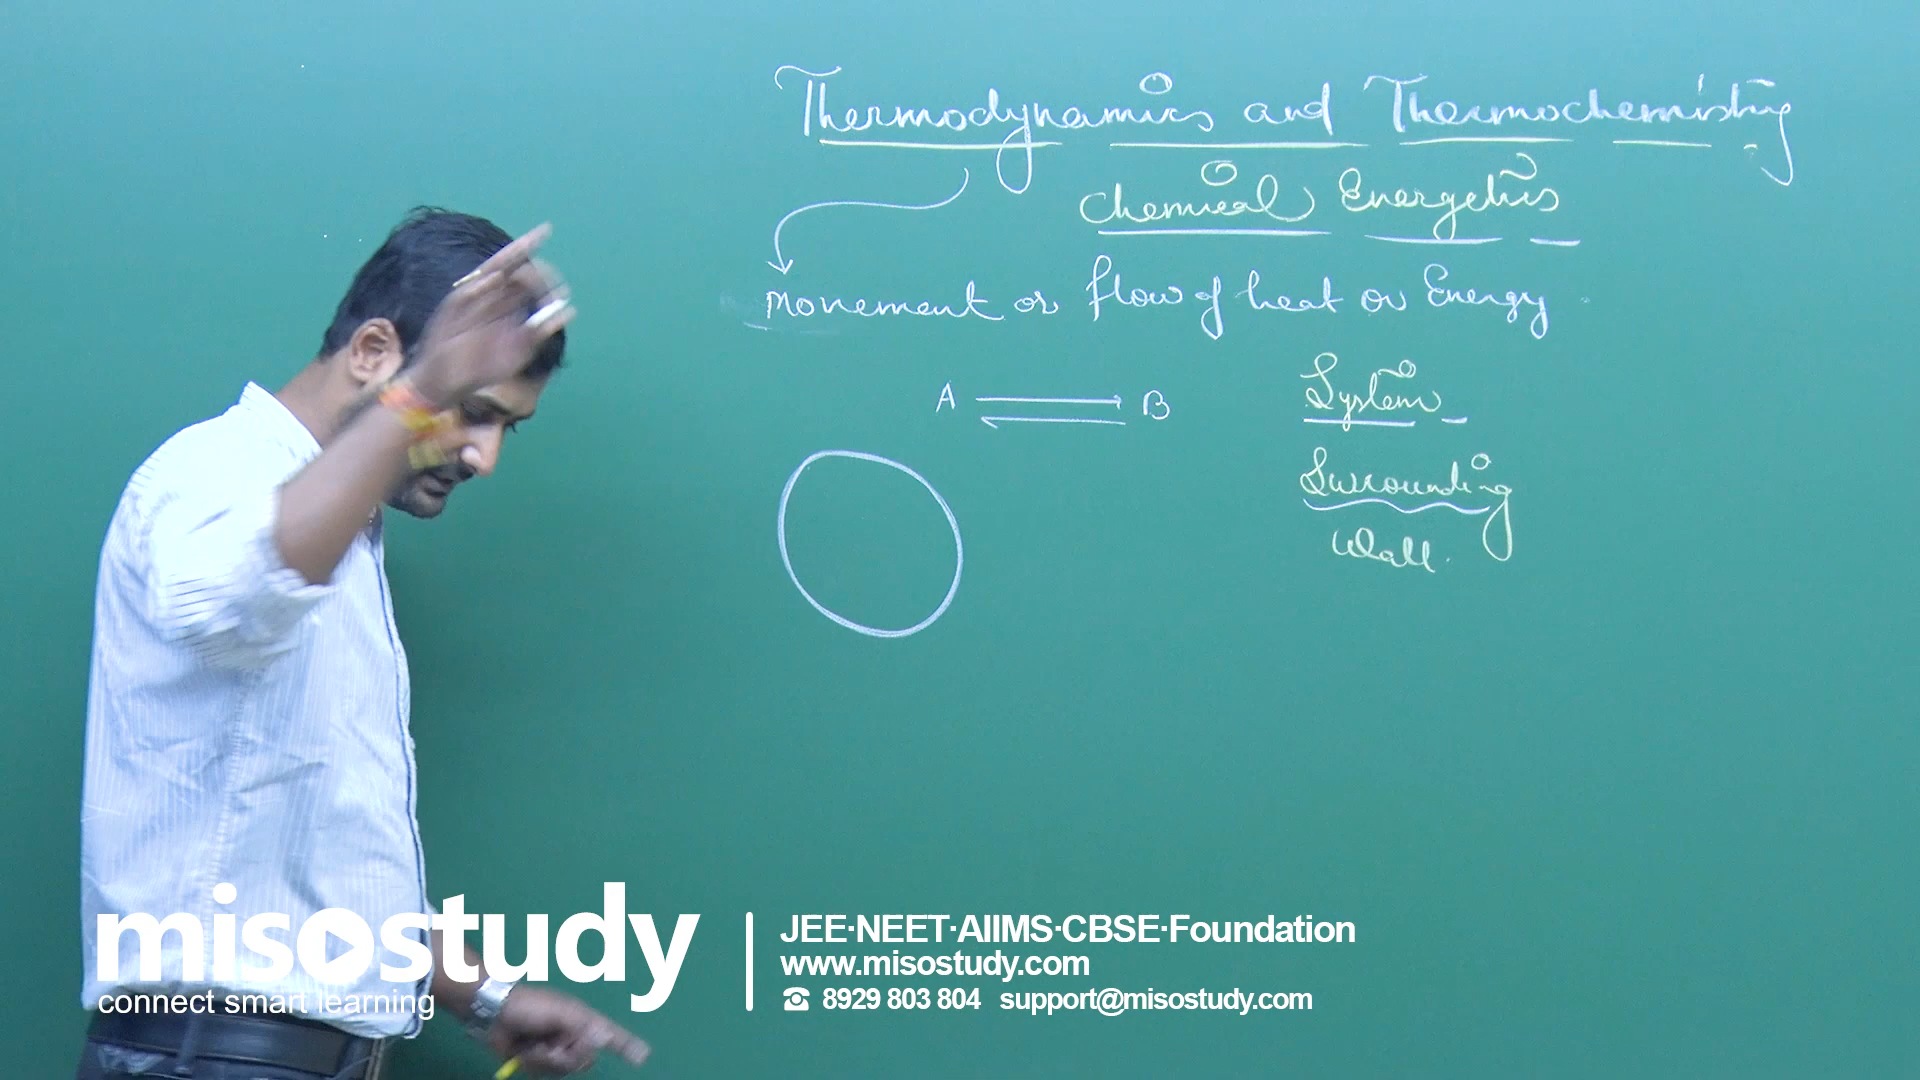 Thermodynamics and Thermochemistry
Chemical Energetics
Movement or flow of heat or Energy
A ⇌ B
System
Surrounding
Wall.
misostudy
connect smart learning
JEE·NEET·AIIMS·CBSE·Foundation
www.misostudy.com
☎ 8929 803 804 support@misostudy.com